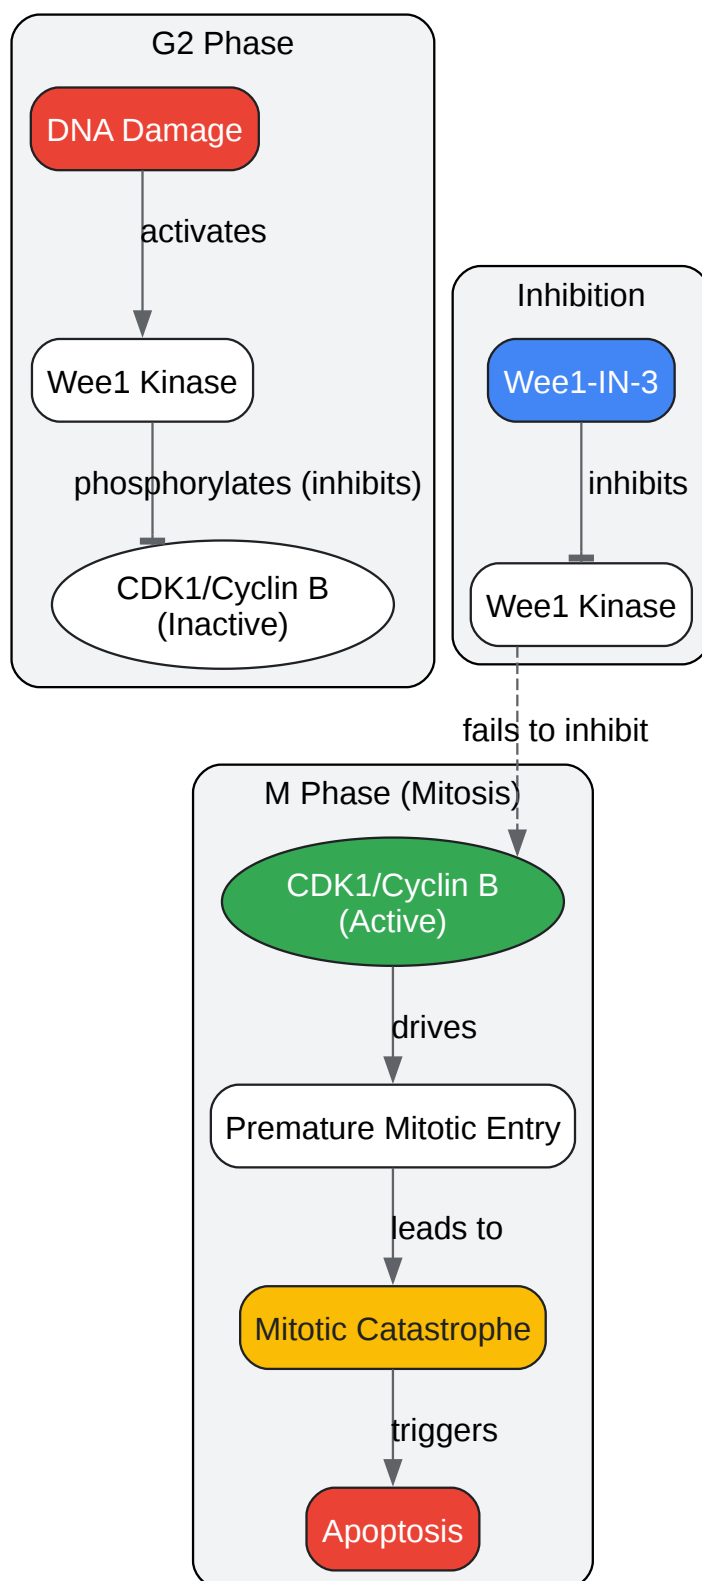 G2 Phase
DNA Damage
activates
Wee1 Kinase
phosphorylates (inhibits)
CDK1/Cyclin B
(Inactive)
Inhibition
Wee1-IN-3
inhibits
Wee1 Kinase
fails to inhibit
M Phase (Mitosis)
CDK1/Cyclin B
(Active)
drives
Premature Mitotic Entry
leads to
Mitotic Catastrophe
triggers
Apoptosis